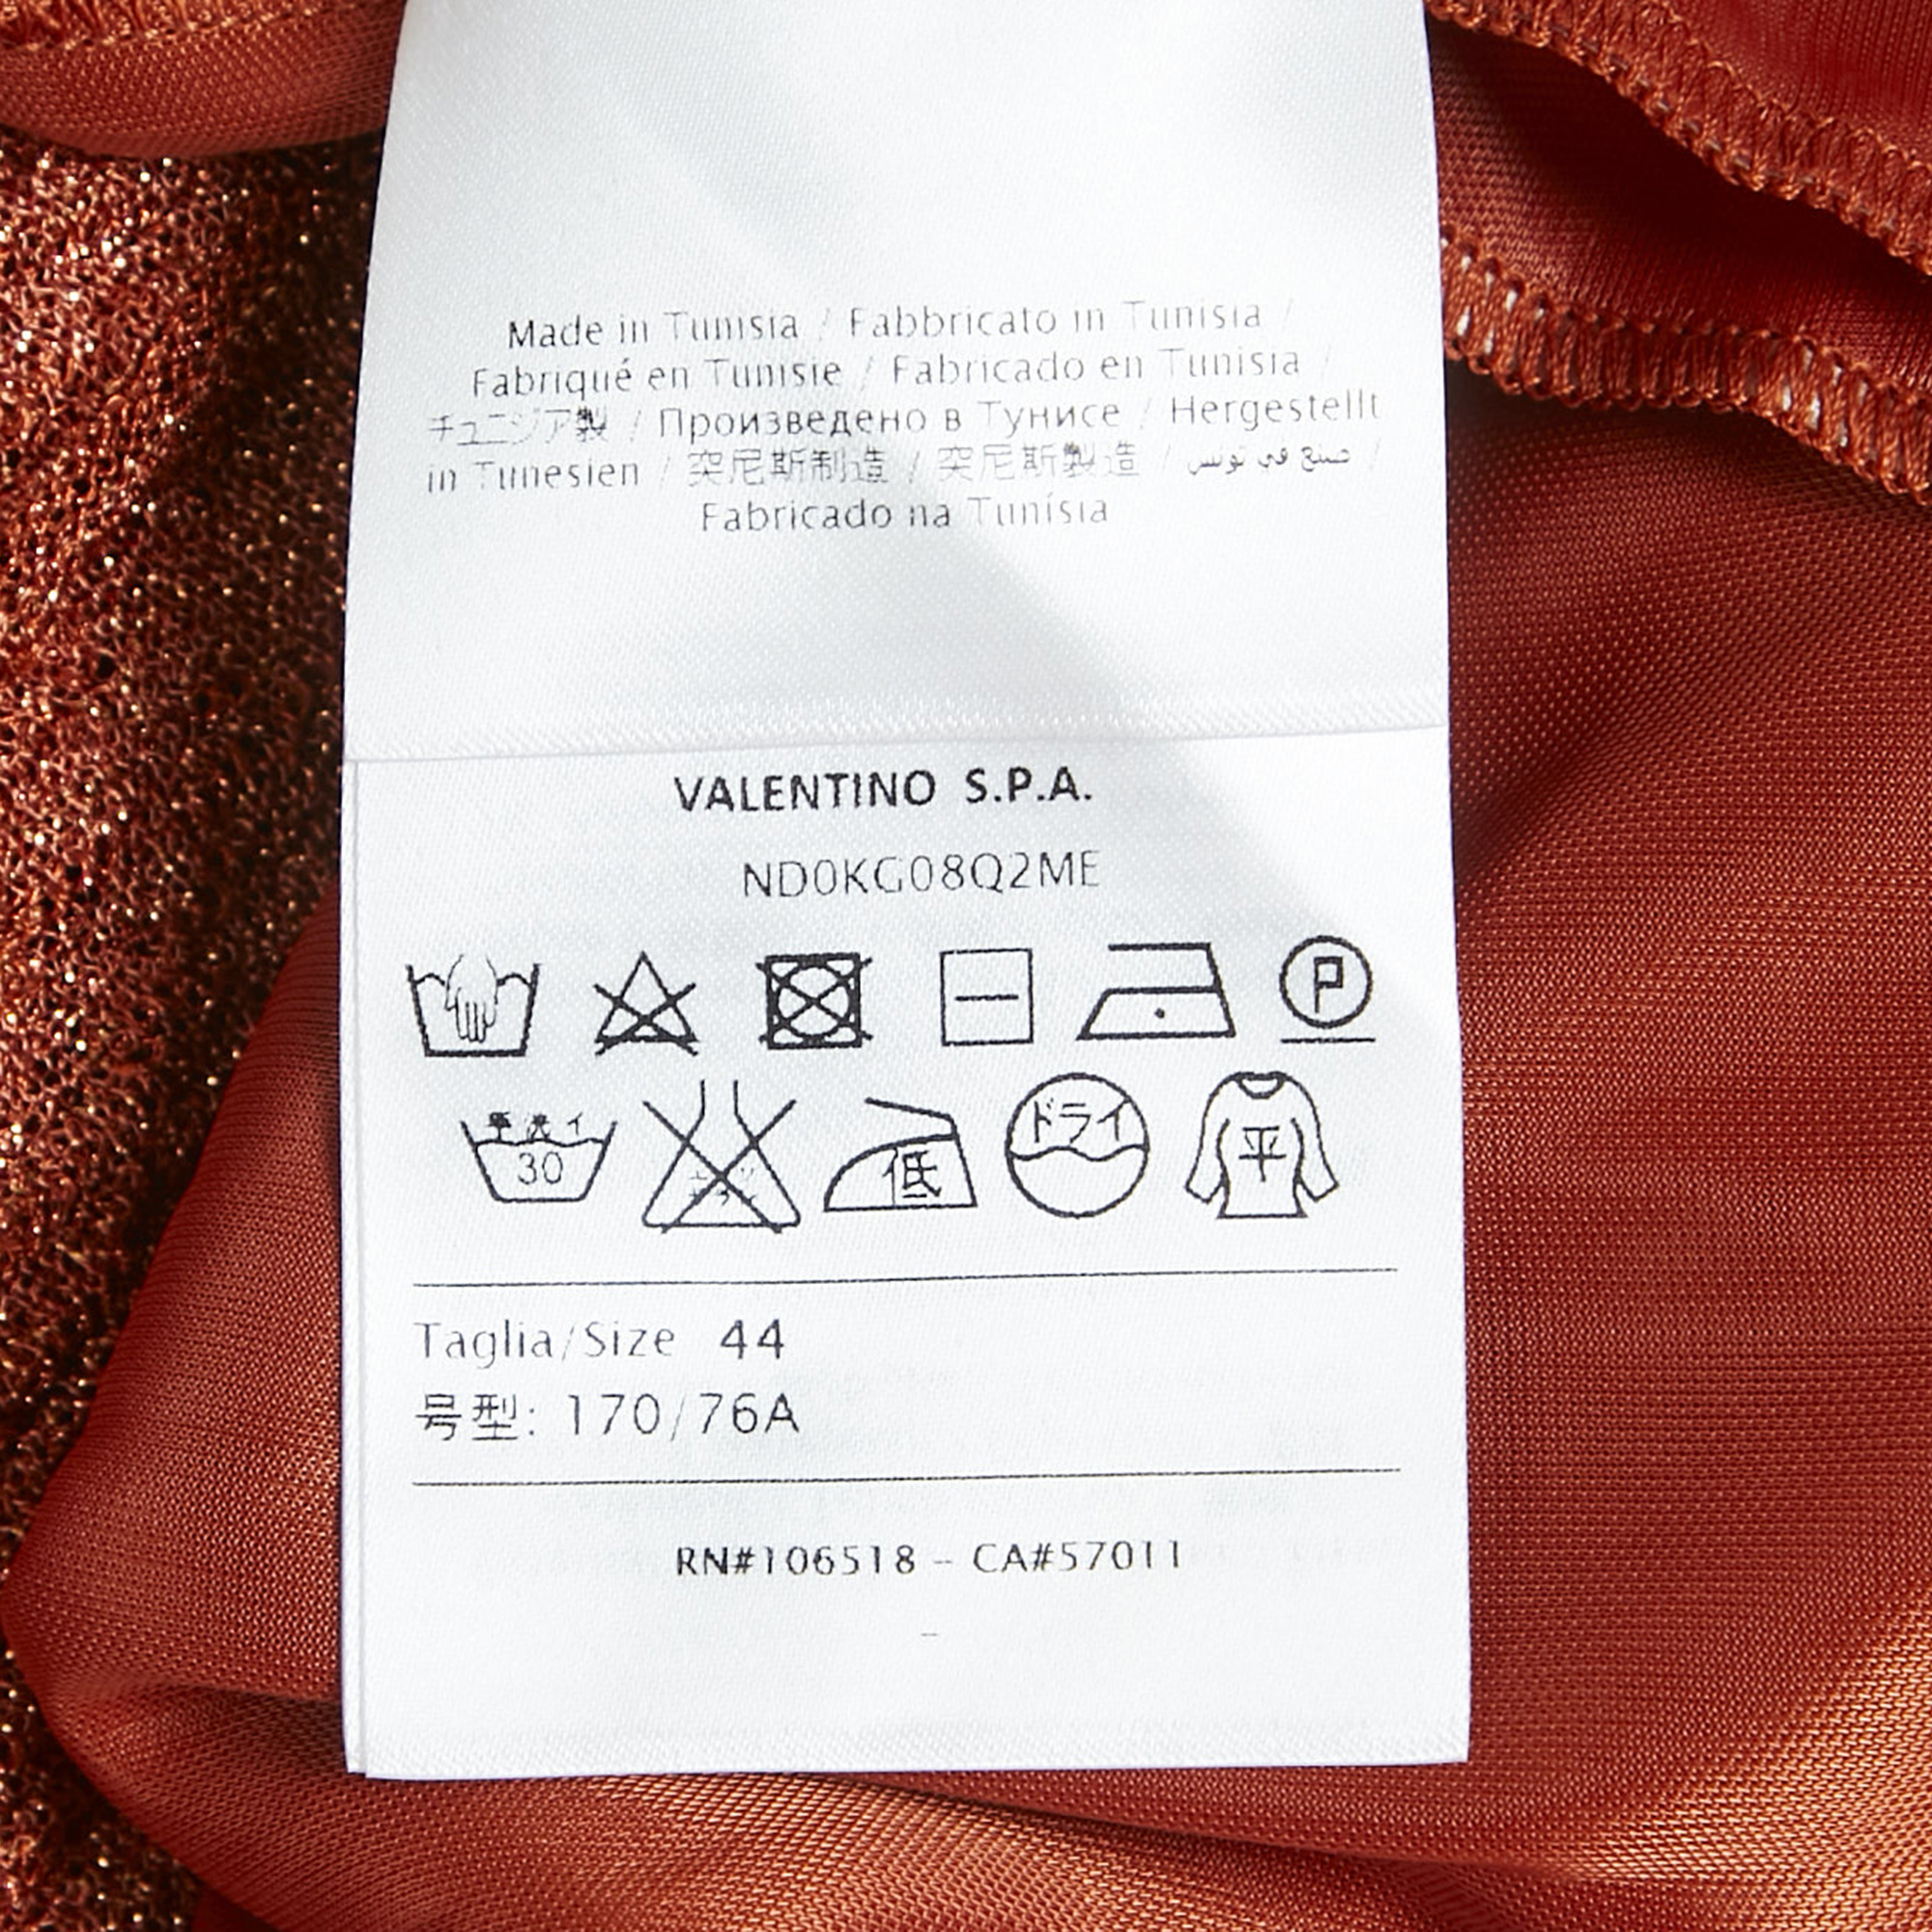 Made in Tunisia / Fabbricato in Tunisia /
Fabriqué en Tunisie / Fabricado en Tunisia /
チュニジア製 / Произведено в Тунисе / Hergestellt
in Tunesien / 突尼斯制造 / 突尼斯製造 / صنع في تونس /
Fabricado na Tunísia
VALENTINO S.P.A.
ND0KG08Q2ME
P
30
低
ドライ
平
Taglia/Size 44
号型: 170/76A
RN#106518 - CA#57011
-